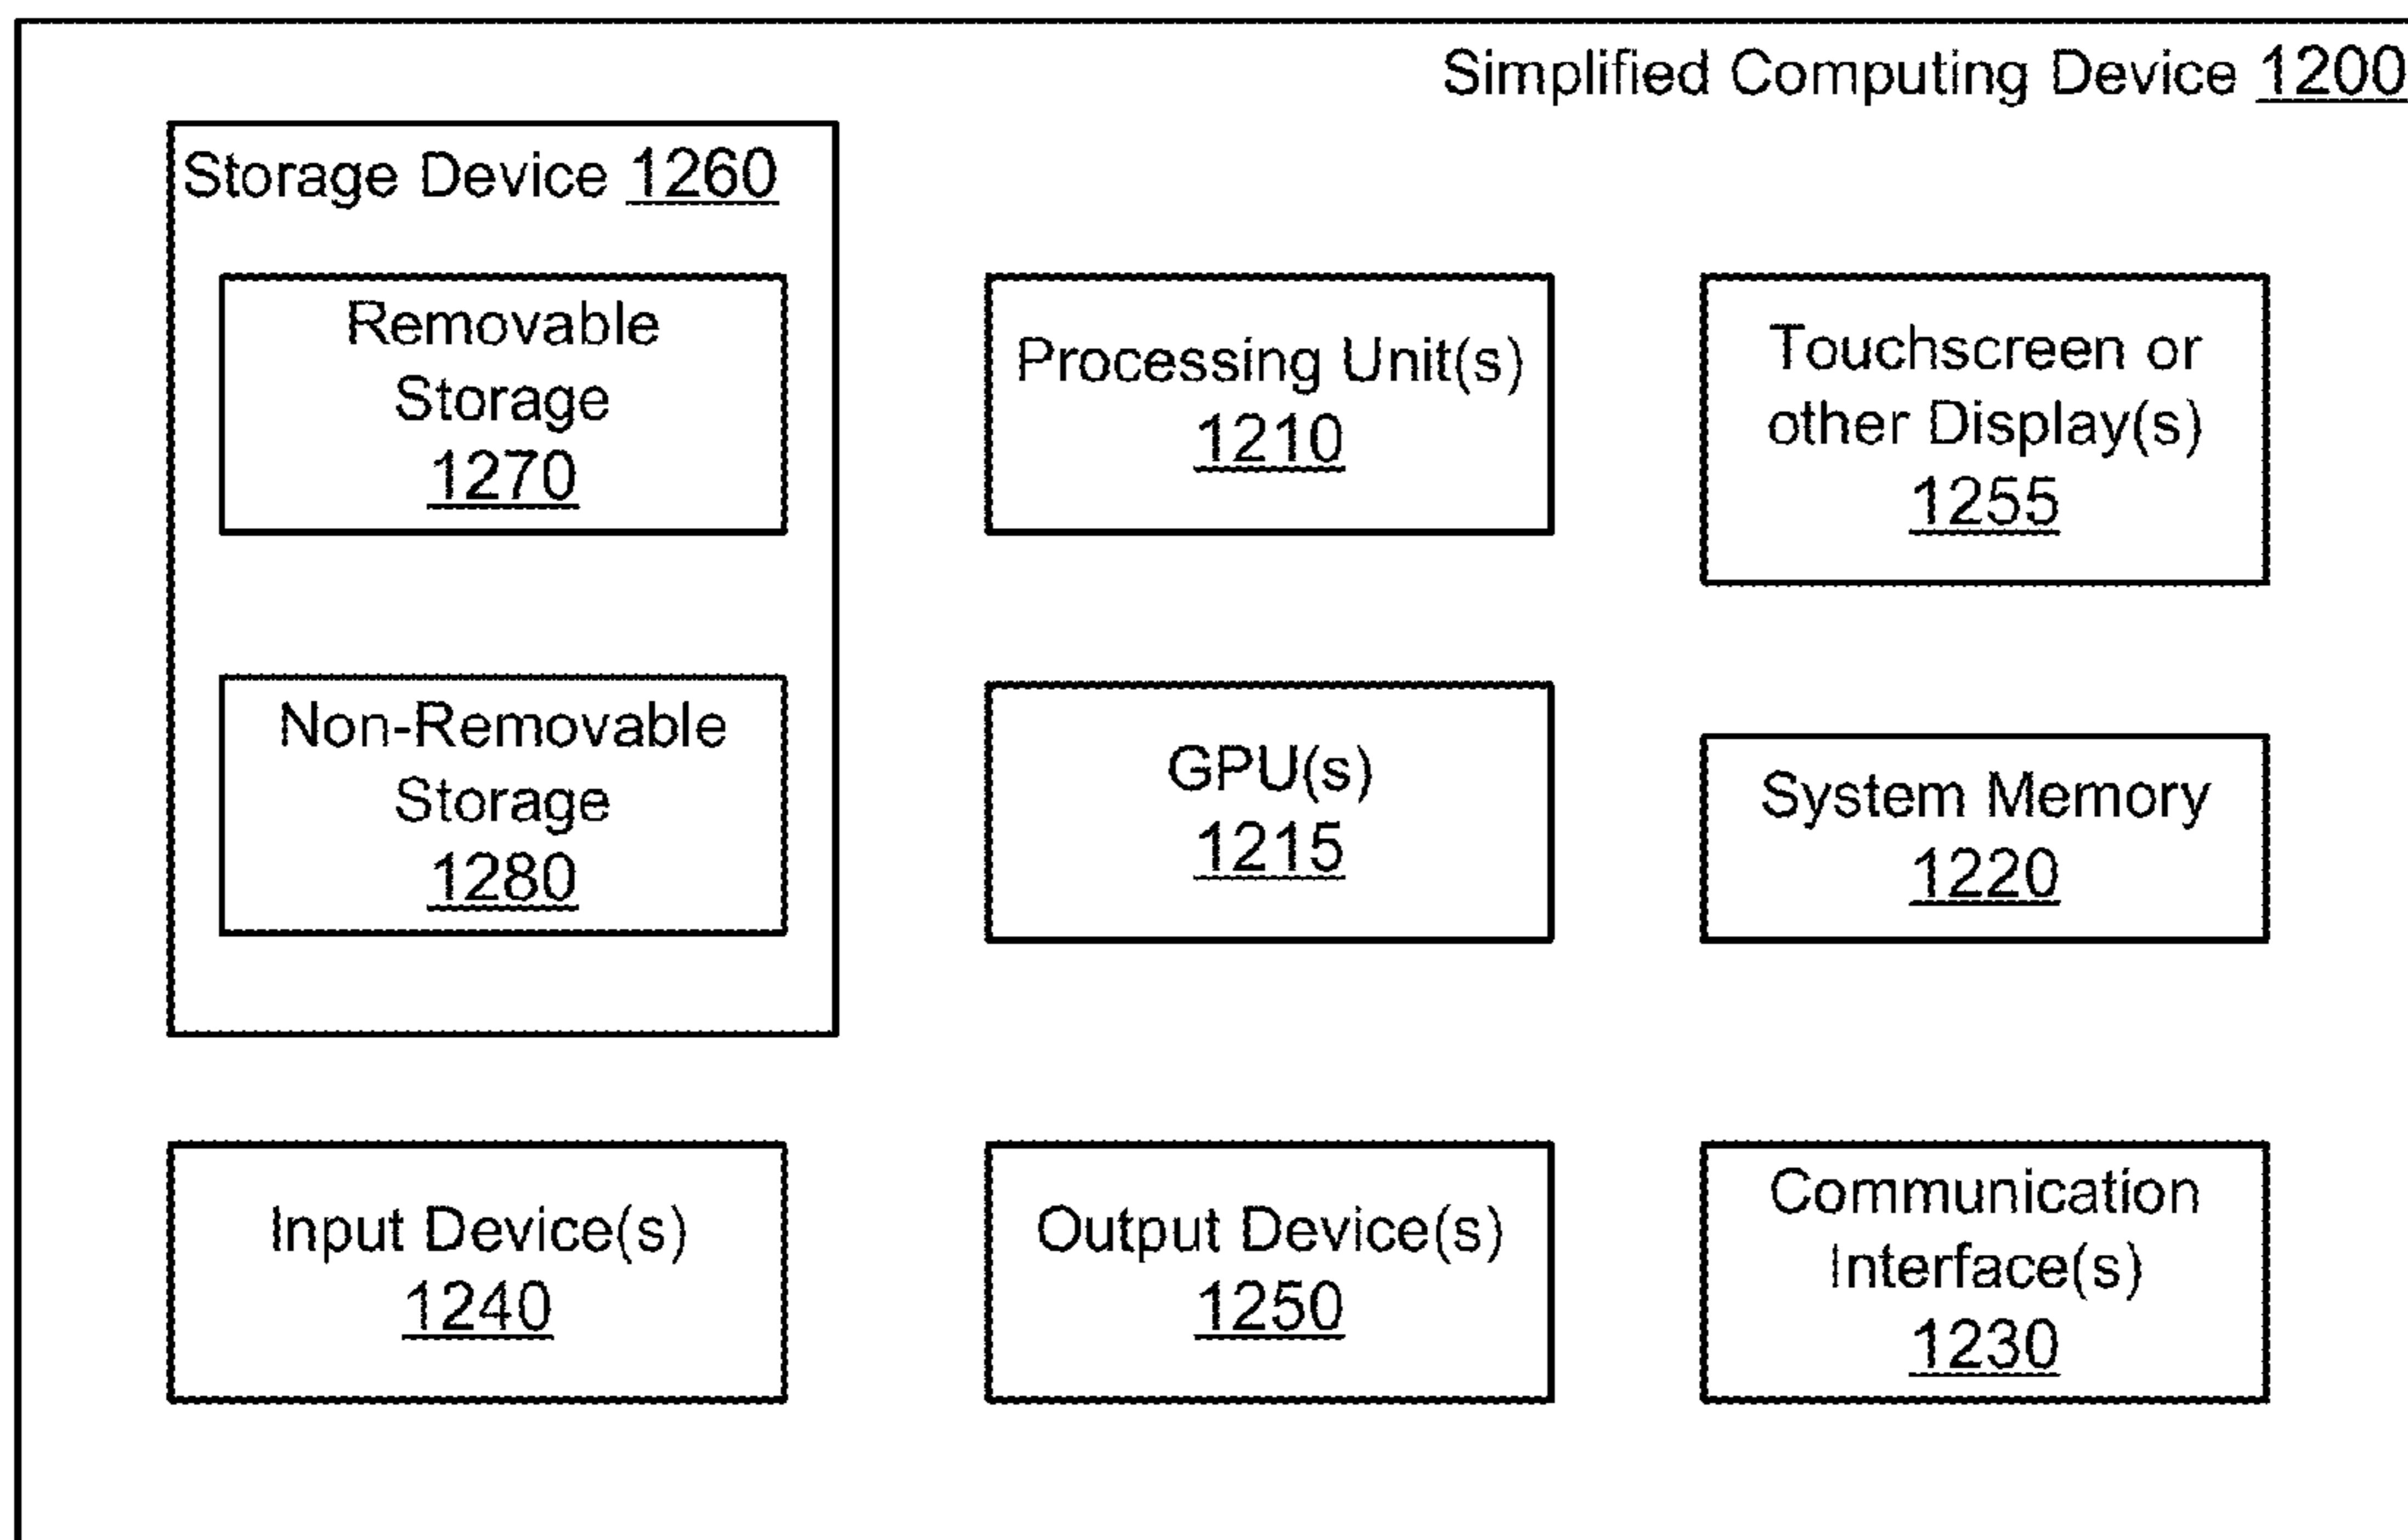 Simplified Computing Device 1200
Storage Device 1260
Removable
Storage
1270
Non-Removable
Storage
1280
Processing Unit(s)
1210
Touchscreen or
other Display(s)
1255
GPU(s)
1215
System Memory
1220
Input Device(s)
1240
Output Device(s)
1250
Communication
Interface(s)
1230